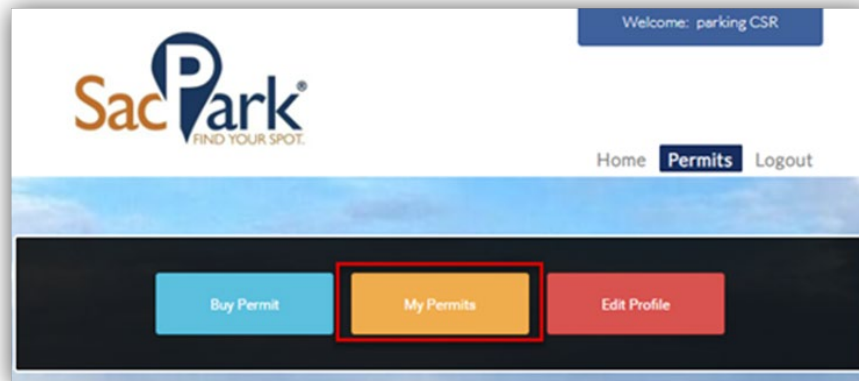 Welcome: parking CSR
SacPark®
FIND YOUR SPOT.
Home Permits Logout
Buy Permit My Permits Edit Profile